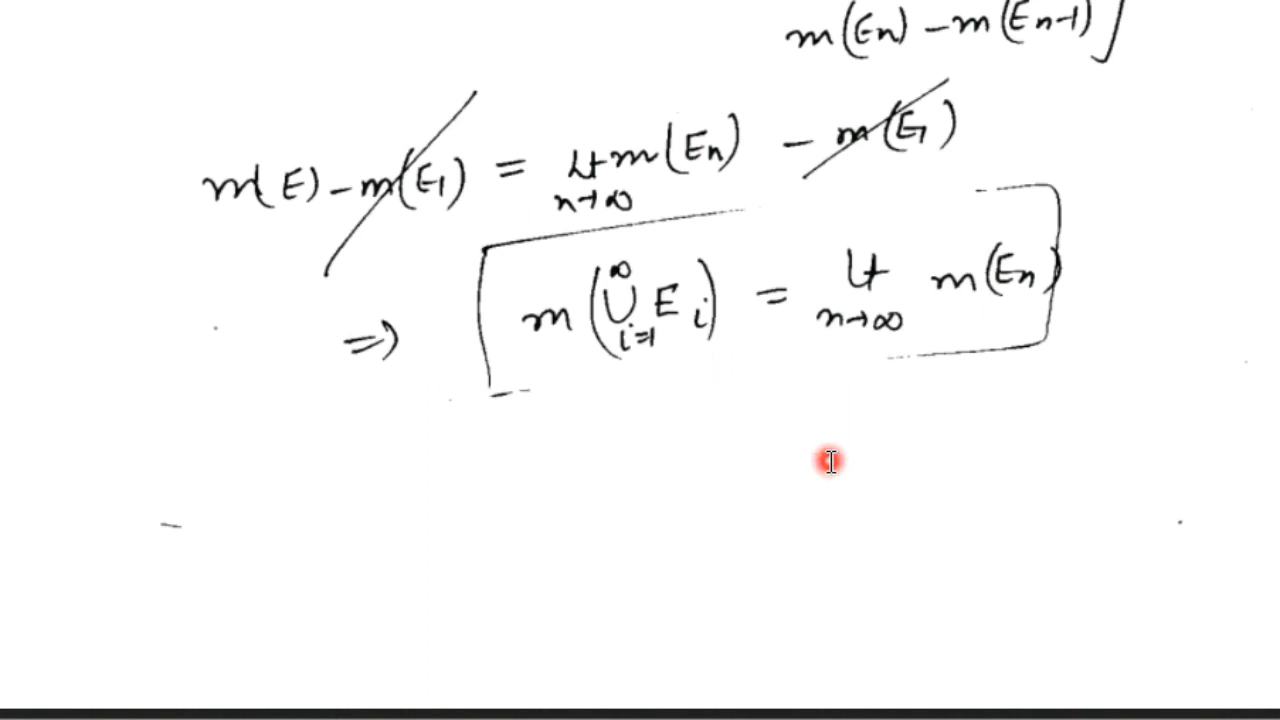 m(En) - m(En-1)]
m(E) - m(E1) = Lt n→∞ m(En) - m(E1)
=> m(∞ ⋃ i=1 Ei) = Lt n→∞ m(En)